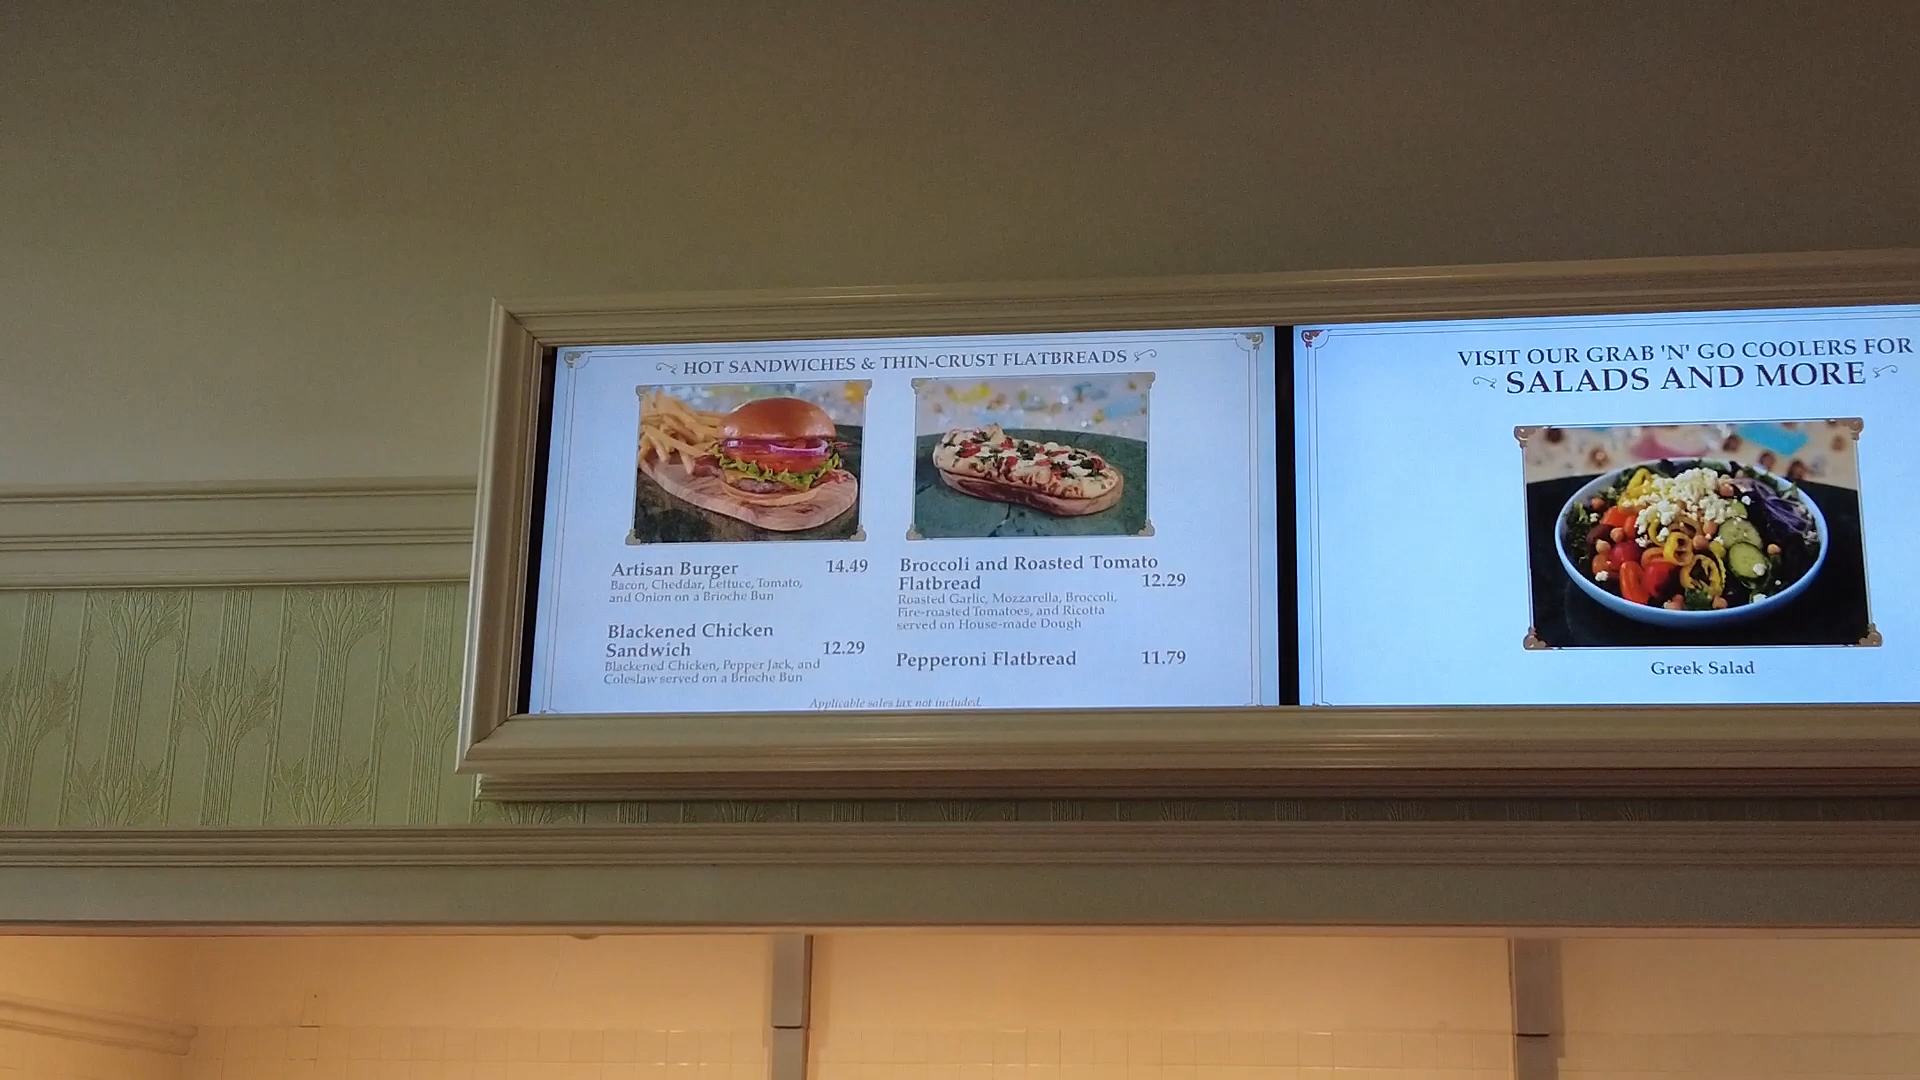 HOT SANDWICHES & THIN-CRUST FLATBREADS
Artisan Burger 14.49
Bacon, Cheddar, Lettuce, Tomato,
and Onion on a Brioche Bun
Blackened Chicken
Sandwich 12.29
Blackened Chicken, Pepper Jack, and
Coleslaw served on a Brioche Bun
Broccoli and Roasted Tomato
Flatbread 12.29
Roasted Garlic, Mozzarella, Broccoli,
Fire-roasted Tomatoes, and Ricotta
served on House-made Dough
Pepperoni Flatbread 11.79
Applicable sales tax not included.
VISIT OUR GRAB 'N' GO COOLERS FOR
SALADS AND MORE
Greek Salad